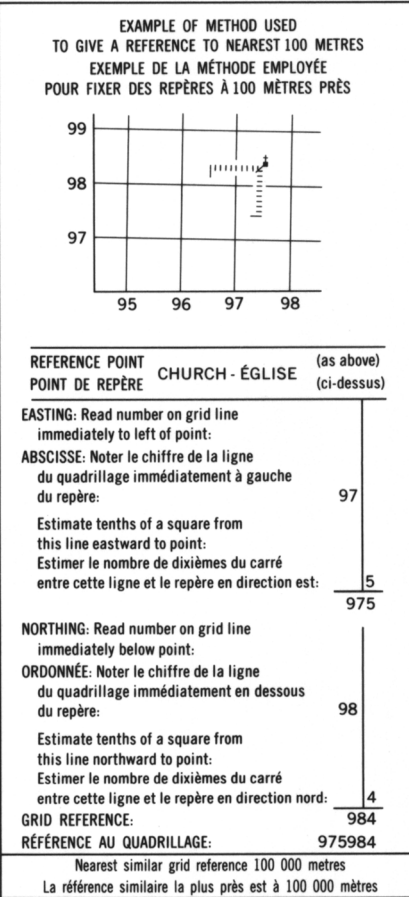 EXAMPLE OF METHOD USED
TO GIVE A REFERENCE TO NEAREST 100 METRES
EXEMPLE DE LA MÉTHODE EMPLOYÉE
POUR FIXER DES REPÈRES À 100 MÈTRES PRÈS
99
98
97
95 96 97 98
REFERENCE POINT
POINT DE REPÈRE
CHURCH - ÉGLISE
(as above)
(ci-dessus)
EASTING: Read number on grid line
immediately to left of point:
ABSCISSE: Noter le chiffre de la ligne
du quadrillage immédiatement à gauche
du repère: 97
Estimate tenths of a square from
this line eastward to point:
Estimer le nombre de dixièmes du carré
entre cette ligne et le repère en direction est: 5
975
NORTHING: Read number on grid line
immediately below point:
ORDONNÉE: Noter le chiffre de la ligne
du quadrillage immédiatement en dessous
du repère: 98
Estimate tenths of a square from
this line northward to point:
Estimer le nombre de dixièmes du carré
entre cette ligne et le repère en direction nord: 4
GRID REFERENCE: 984
RÉFÉRENCE AU QUADRILLAGE: 975984
Nearest similar grid reference 100 000 metres
La référence similaire la plus près est à 100 000 mètres